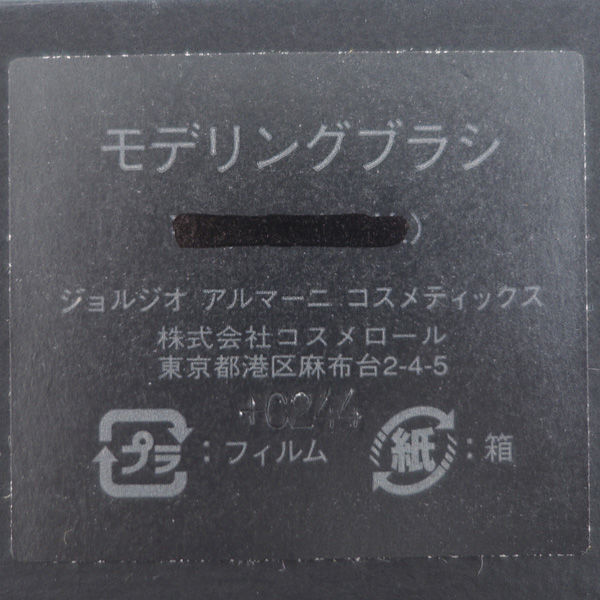 モデリングブラシ
ジョルジオ アルマーニ コスメティックス
株式会社コスメロール
東京都港区麻布台2-4-5
+C244
プラ : フィルム 紙 : 箱